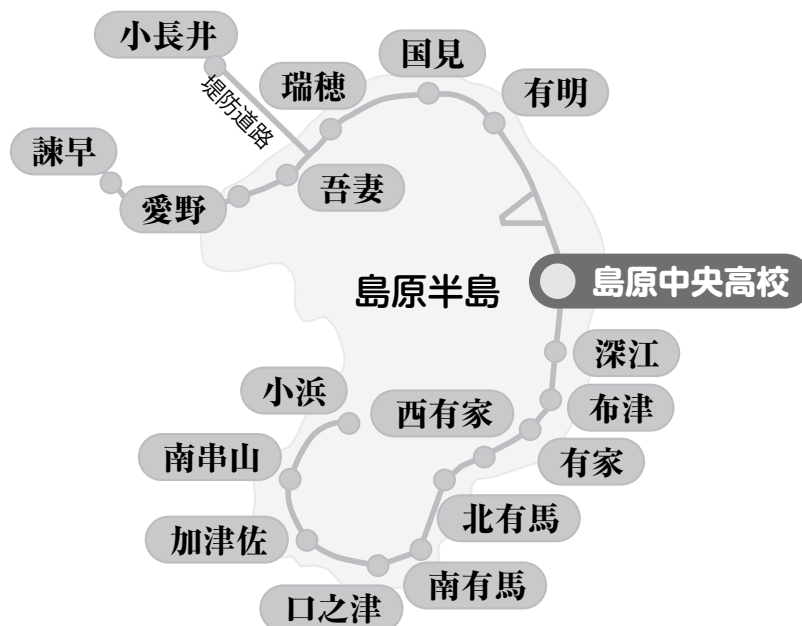 小長井
国見
瑞穂
有明
堤防道路
諫早
吾妻
愛野
島原半島
島原中央高校
深江
小浜
西有家
布津
南串山
有家
北有馬
加津佐
南有馬
口之津